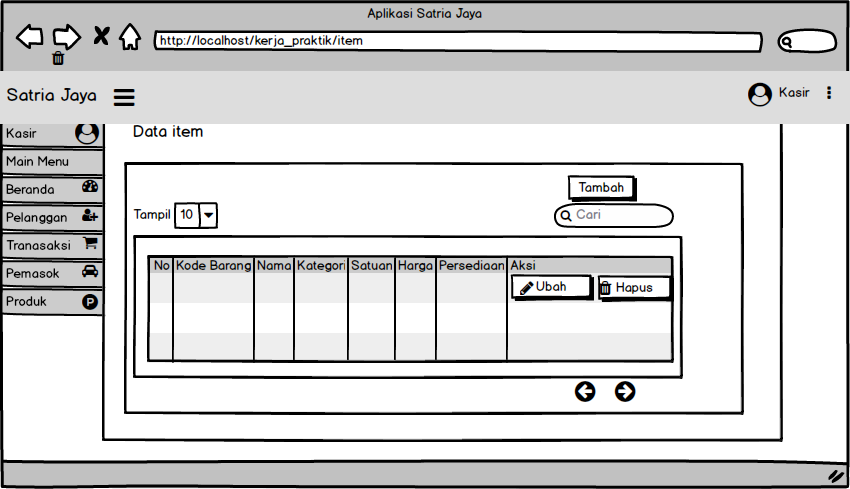 Aplikasi Satria Jaya
http://localhost/kerja_praktik/item
Satria Jaya
Kasir
Kasir
Main Menu
Beranda
Pelanggan
Tranasaksi
Pemasok
Produk
P
Data item
Tambah
Tampil 10
Cari
No Kode Barang Nama Kategori Satuan Harga Persediaan Aksi
Ubah Hapus